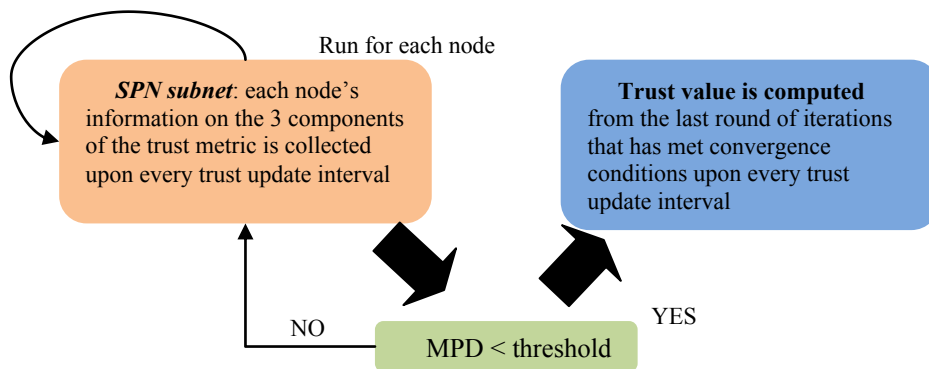 Run for each node
SPN subnet: each node's
information on the 3 components
of the trust metric is collected
upon every trust update interval
Trust value is computed
from the last round of iterations
that has met convergence
conditions upon every trust
update interval
NO
YES
MPD < threshold